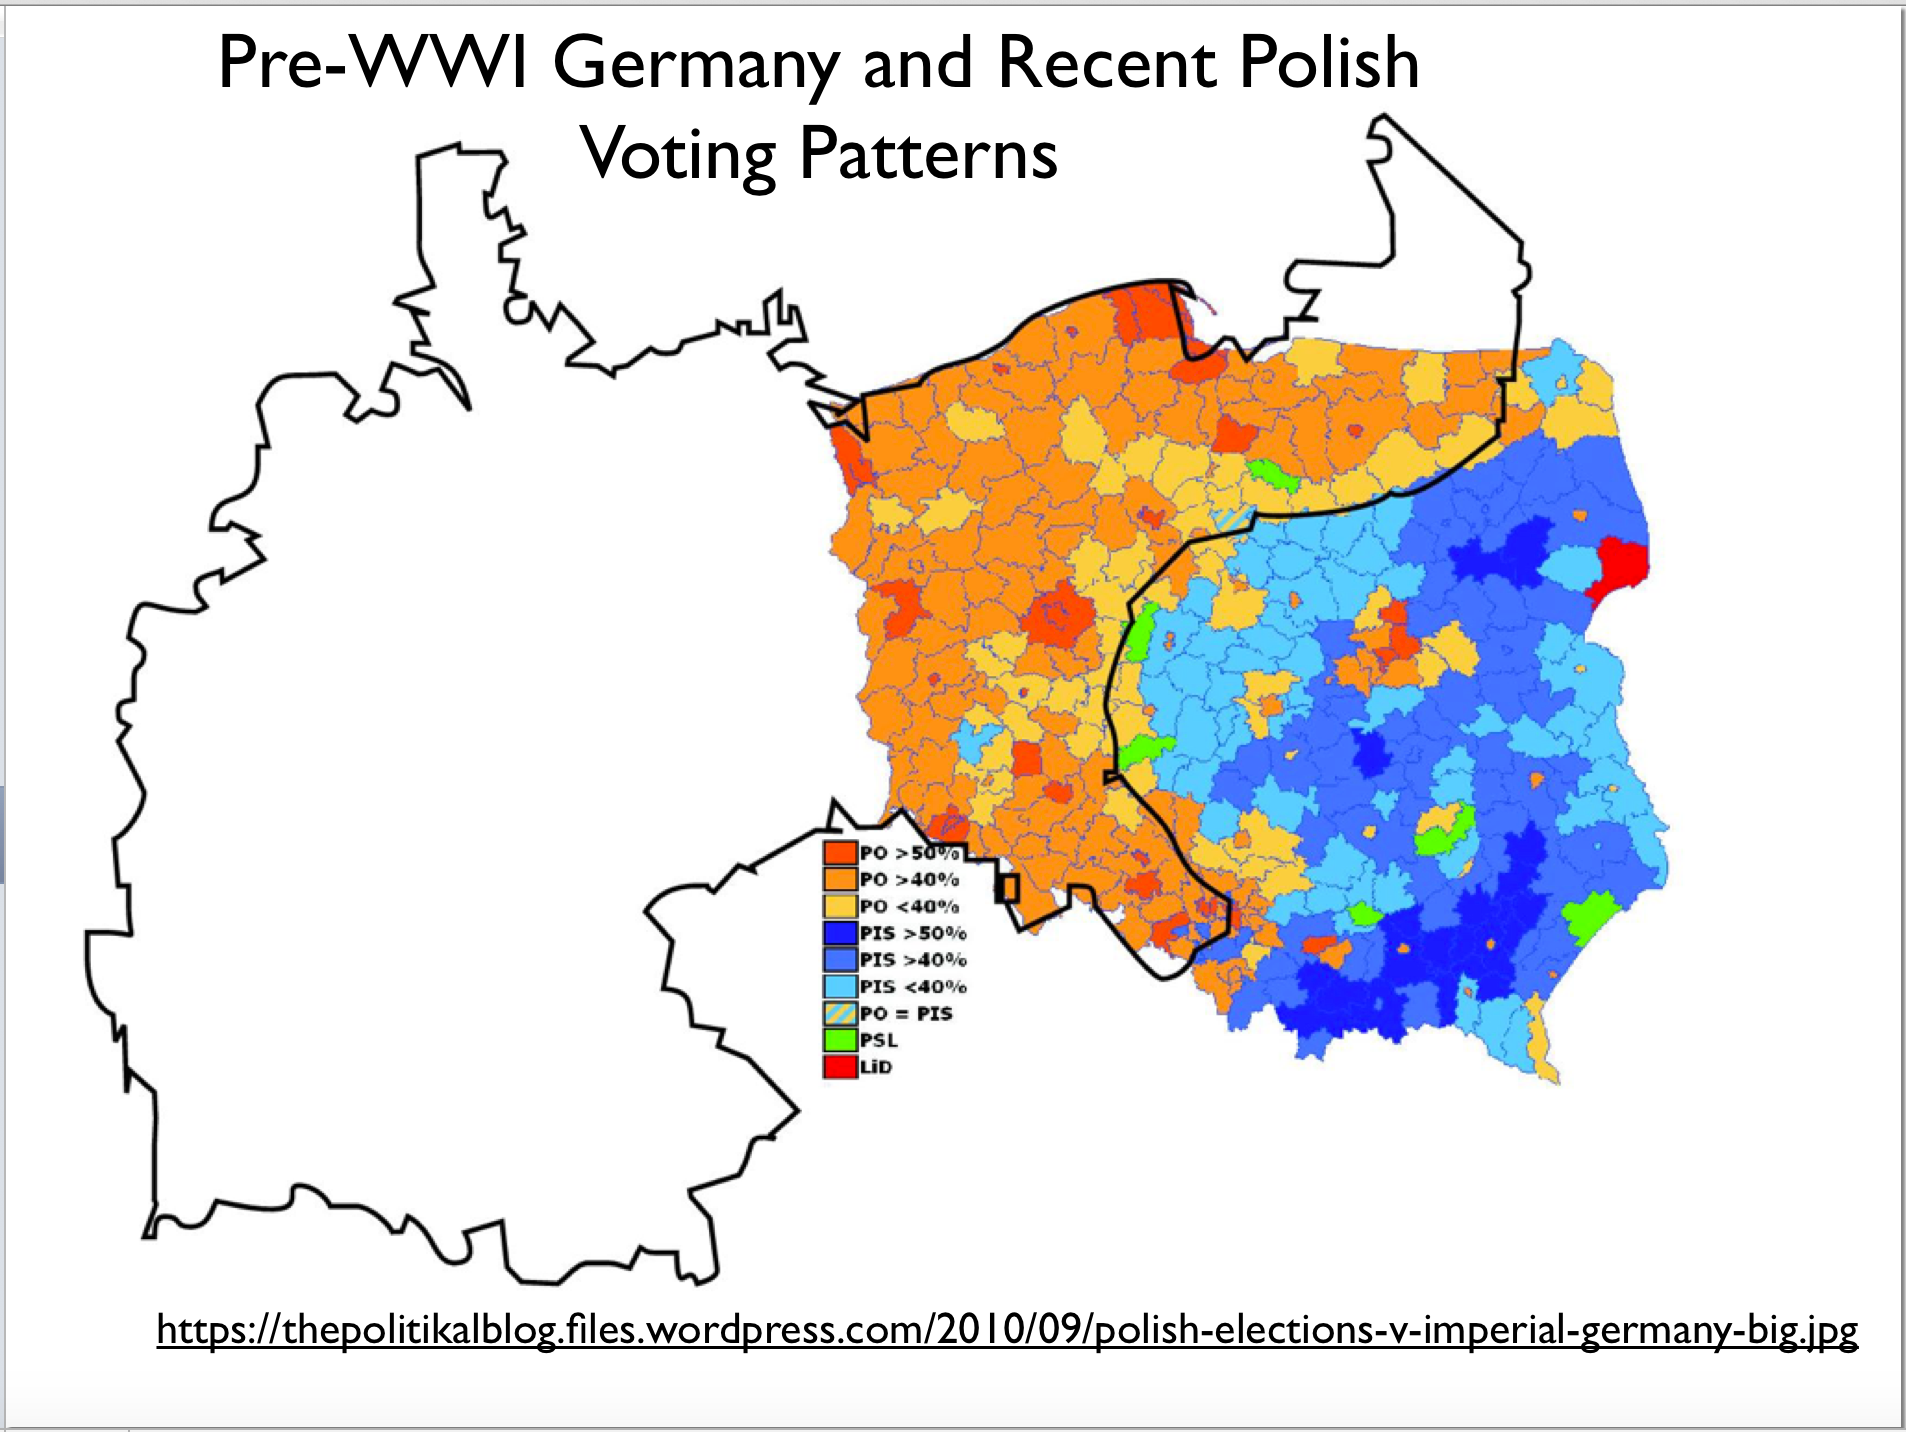 Pre-WWI Germany and Recent Polish
Voting Patterns
PO >50%
PO >40%
PO <40%
PIS >50%
PIS >40%
PIS <40%
PO = PIS
PSL
LiD
https://thepolitikalblog.files.wordpress.com/2010/09/polish-elections-v-imperial-germany-big.jpg